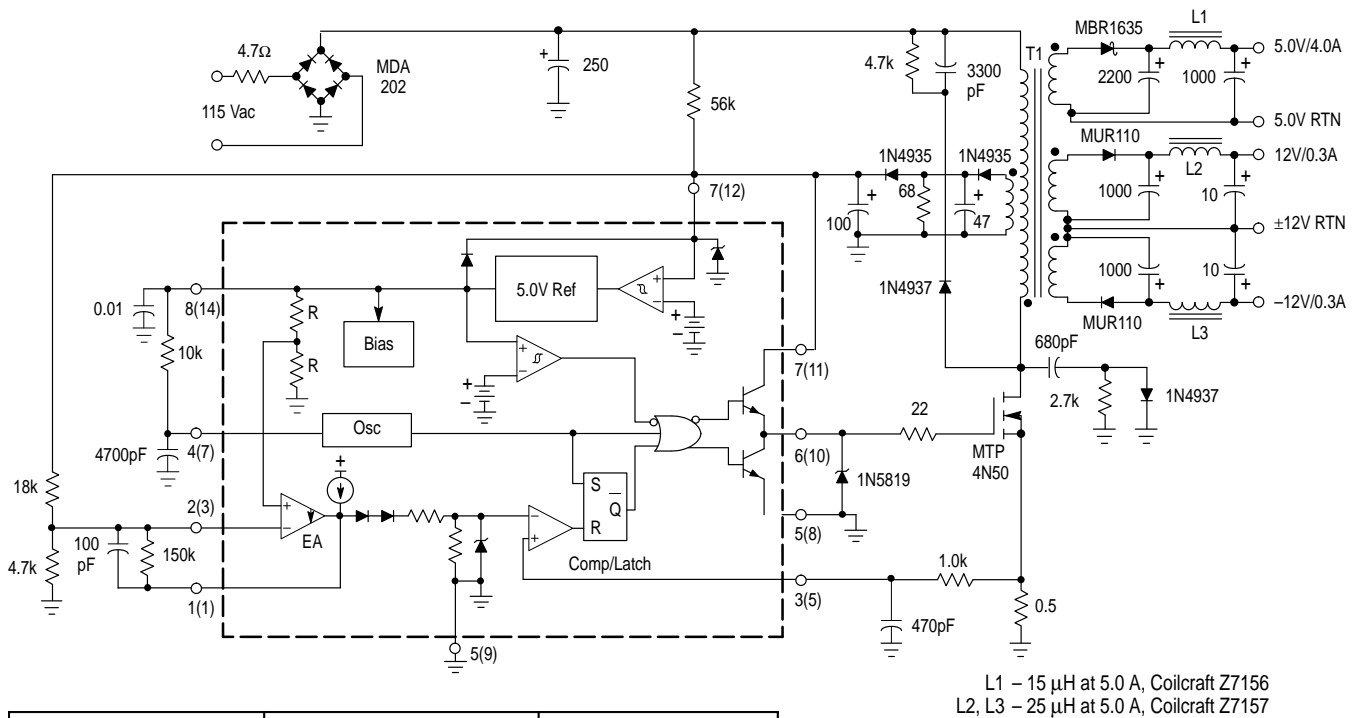 4.7Ω
MDA
202
115 Vac
+
250
56k
4.7k
3300
pF
T1
MBR1635
L1
+
2200
+
1000
5.0V/4.0A
5.0V RTN
MUR110
L2
12V/0.3A
+
1000
+
10
±12V RTN
+
1000
+
10
MUR110
L3
–12V/0.3A
1N4935
1N4935
+
100
68
+
47
7(12)
1N4937
0.01
8(14)
R
R
Bias
5.0V Ref
+
–
+
–
+
–
+
–
7(11)
680pF
2.7k
1N4937
10k
Osc
4(7)
4700pF
22
6(10)
MTP
4N50
1N5819
18k
+
S
Q
R
2(3)
+
–
EA
–
+
Comp/Latch
5(8)
100
pF
150k
4.7k
1(1)
1.0k
3(5)
0.5
470pF
5(9)
L1 – 15 μH at 5.0 A, Coilcraft Z7156
L2, L3 – 25 μH at 5.0 A, Coilcraft Z7157